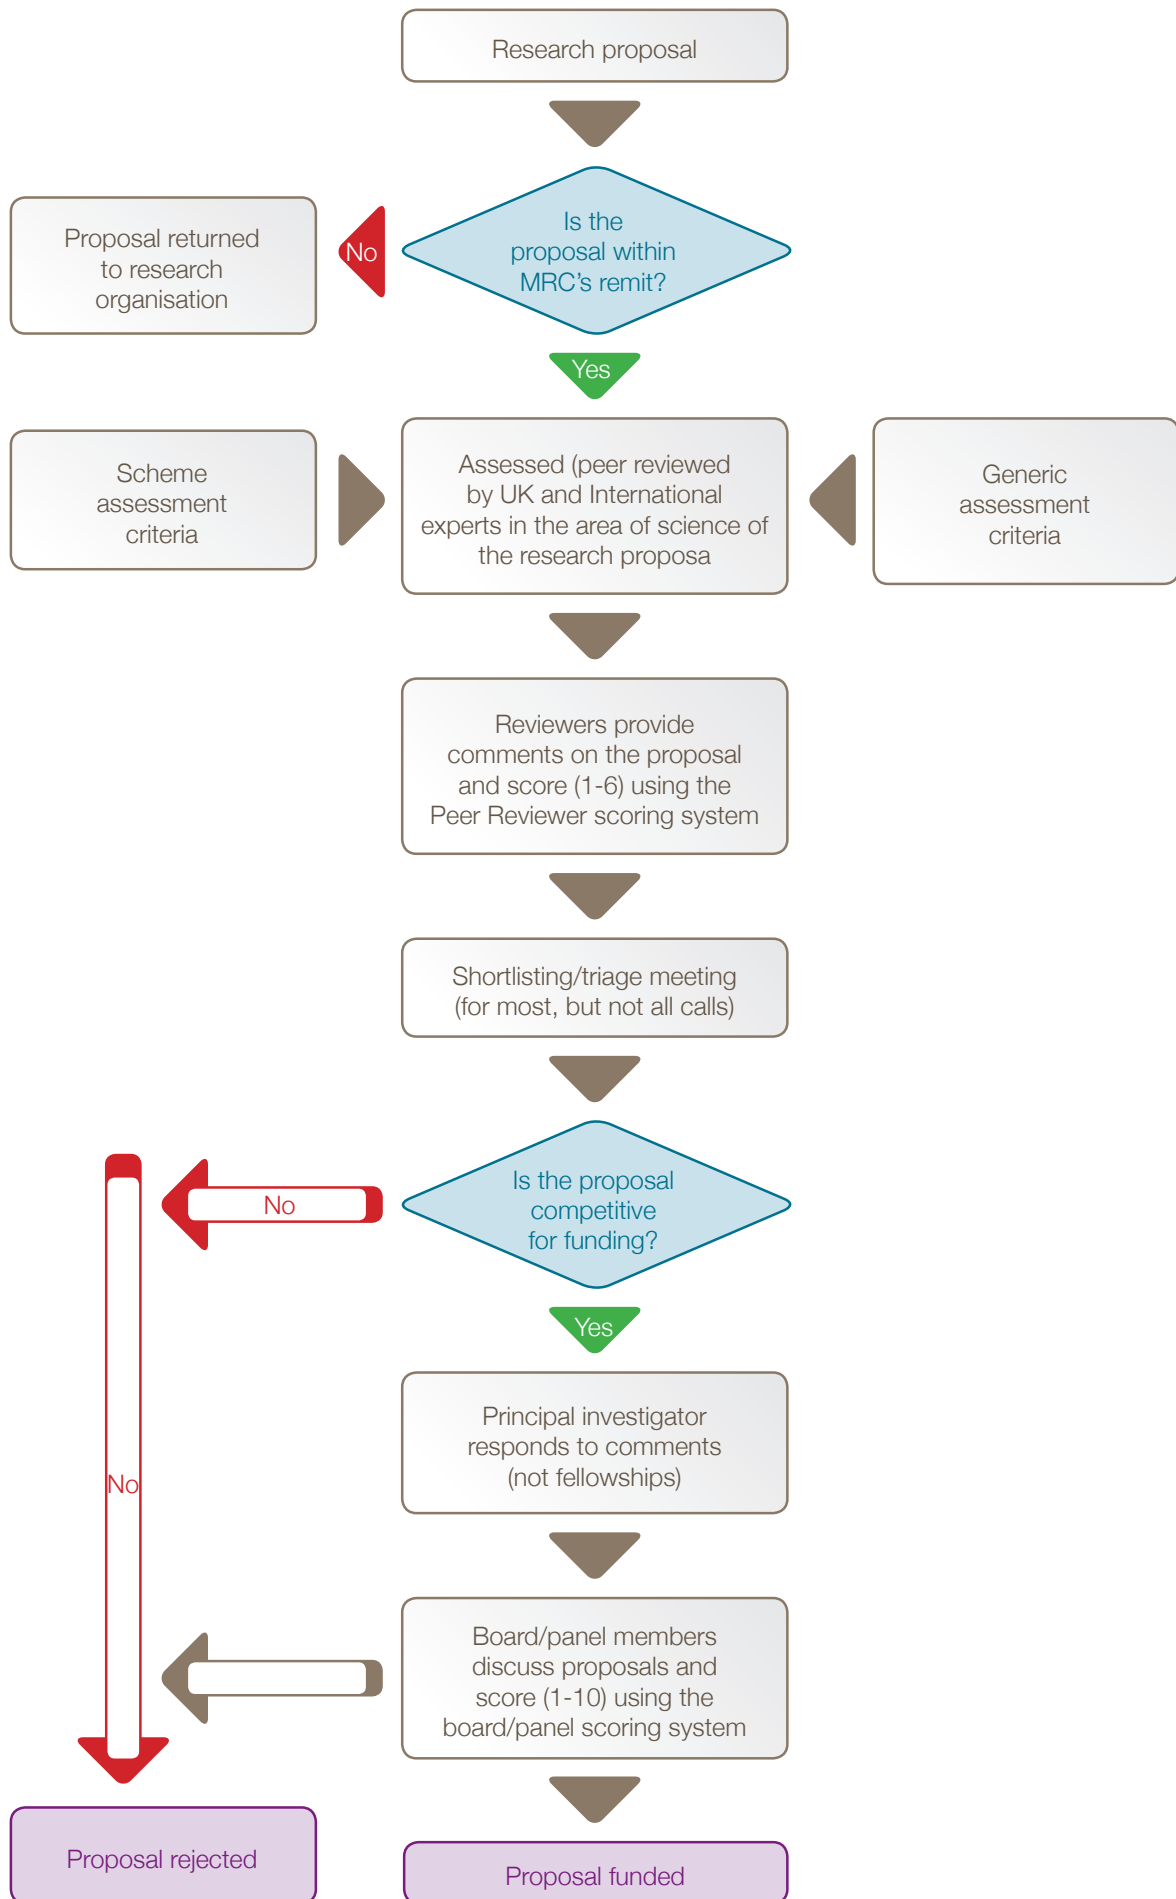 Research proposal
Is the
proposal within
MRC's remit?
No
Proposal returned
to research
organisation
Yes
Scheme
assessment
criteria
Assessed (peer reviewed
by UK and International
experts in the area of science of
the research proposa
Generic
assessment
criteria
Reviewers provide
comments on the proposal
and score (1-6) using the
Peer Reviewer scoring system
Shortlisting/triage meeting
(for most, but not all calls)
Is the proposal
competitive
for funding?
No
Yes
Principal investigator
responds to comments
(not fellowships)
No
Board/panel members
discuss proposals and
score (1-10) using the
board/panel scoring system
Proposal rejected
Proposal funded